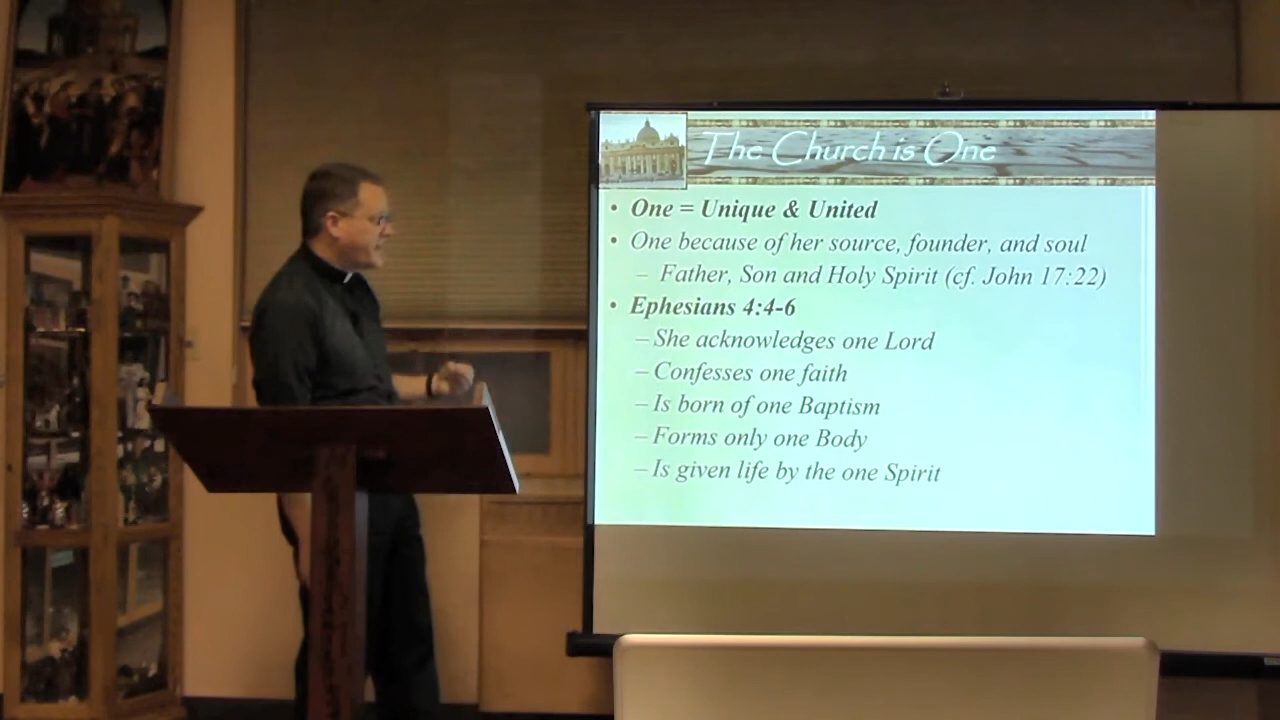 The Church is One
• One = Unique & United
• One because of her source, founder, and soul
– Father, Son and Holy Spirit (cf. John 17:22)
• Ephesians 4:4-6
– She acknowledges one Lord
– Confesses one faith
– Is born of one Baptism
– Forms only one Body
– Is given life by the one Spirit